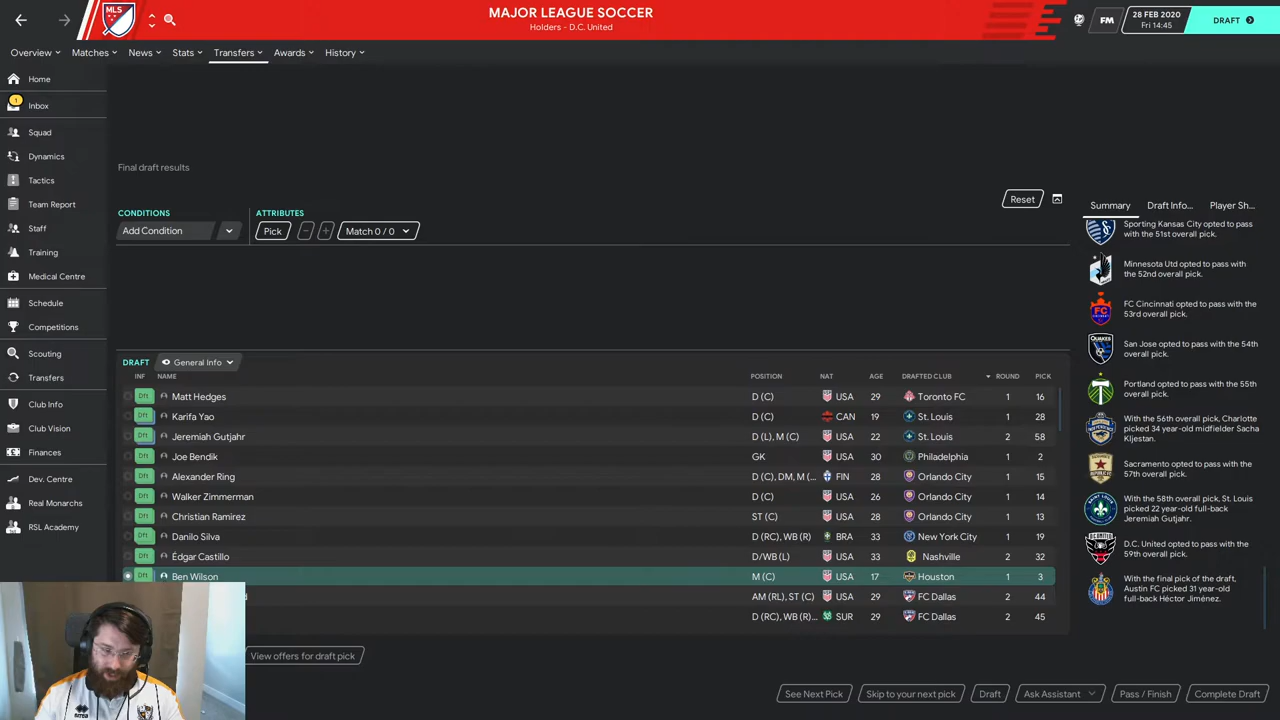 MLS
MAJOR LEAGUE SOCCER
Holders - D.C. United
FM
28 FEB 2020
Fri 14:45
DRAFT
Overview
Matches
News
Stats
Transfers
Awards
History
Home
1
Inbox
Squad
Dynamics
Tactics
Team Report
Staff
Training
Medical Centre
Schedule
Competitions
Scouting
Transfers
Club Info
Club Vision
Finances
Dev. Centre
Real Monarchs
RSL Academy
Final draft results
Reset
CONDITIONS
Add Condition
ATTRIBUTES
Pick
- +
Match 0 / 0
DRAFT
General Info
INF NAME POSITION NAT AGE DRAFTED CLUB ROUND PICK
Dft Matt Hedges D (C) USA 29 Toronto FC 1 16
Dft Karifa Yao D (C) CAN 19 St. Louis 1 28
Dft Jeremiah Gutjahr D (L), M (C) USA 22 St. Louis 2 58
Dft Joe Bendik GK USA 30 Philadelphia 1 2
Dft Alexander Ring D (C), DM, M (... FIN 28 Orlando City 1 15
Dft Walker Zimmerman D (C) USA 26 Orlando City 1 14
Dft Christian Ramirez ST (C) USA 28 Orlando City 1 13
Dft Danilo Silva D (RC), WB (R) BRA 33 New York City 1 19
Dft Édgar Castillo D/WB (L) USA 33 Nashville 2 32
Dft Ben Wilson M (C) USA 17 Houston 1 3
AM (RL), ST (C) USA 29 FC Dallas 2 44
D (RC), WB (R)... SUR 29 FC Dallas 2 45
View offers for draft pick
See Next Pick
Skip to your next pick
Draft
Ask Assistant
Pass / Finish
Complete Draft
Summary
Draft Info...
Player Sh...
Sporting Kansas City opted to pass with
the 51st overall pick.
Minnesota Utd opted to pass with
the 52nd overall pick.
FC Cincinnati opted to pass with the
53rd overall pick.
San Jose opted to pass with the 54th
overall pick.
Portland opted to pass with the 55th
overall pick.
With the 56th overall pick, Charlotte
picked 34 year-old midfielder Sacha
Kljestan.
Sacramento opted to pass with the
57th overall pick.
With the 58th overall pick, St. Louis
picked 22 year-old full-back
Jeremiah Gutjahr.
D.C. United opted to pass with the
59th overall pick.
With the final pick of the draft,
Austin FC picked 31 year-old
full-back Héctor Jiménez.